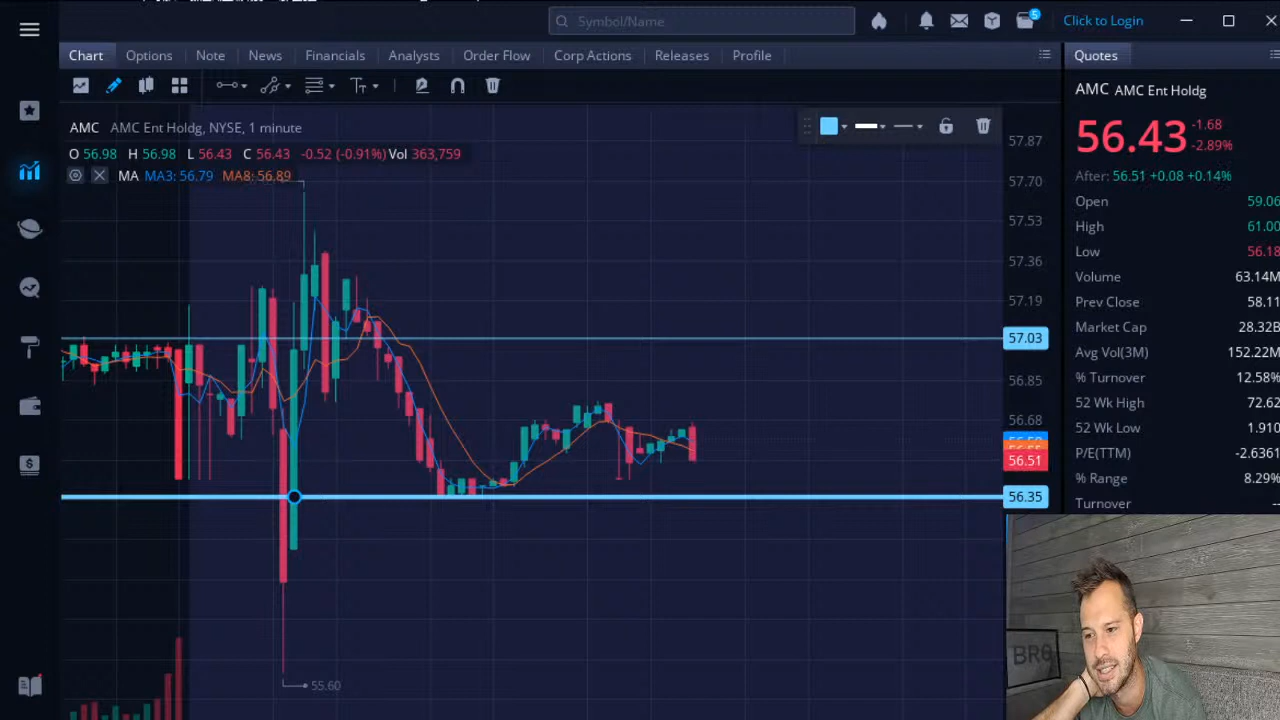 Symbol/Name
5
Click to Login
Chart Options Note News Financials Analysts Order Flow Corp Actions Releases Profile
Quotes
AMC AMC Ent Holdg
56.43 -1.68
-2.89%
After: 56.51 +0.08 +0.14%
Open 59.06
High 61.00
Low 56.18
Volume 63.14M
Prev Close 58.11
Market Cap 28.32B
Avg Vol(3M) 152.22M
% Turnover 12.58%
52 Wk High 72.62
52 Wk Low 1.910
P/E(TTM) -2.6361
% Range 8.29%
Turnover --
AMC AMC Ent Holdg, NYSE, 1 minute
O 56.98 H 56.98 L 56.43 C 56.43 -0.52 (-0.91%) Vol 363,759
MA MA3: 56.79 MA8: 56.89
57.87
57.70
57.53
57.36
57.19
57.03
56.85
56.68
56.51
56.35
55.60
BRO